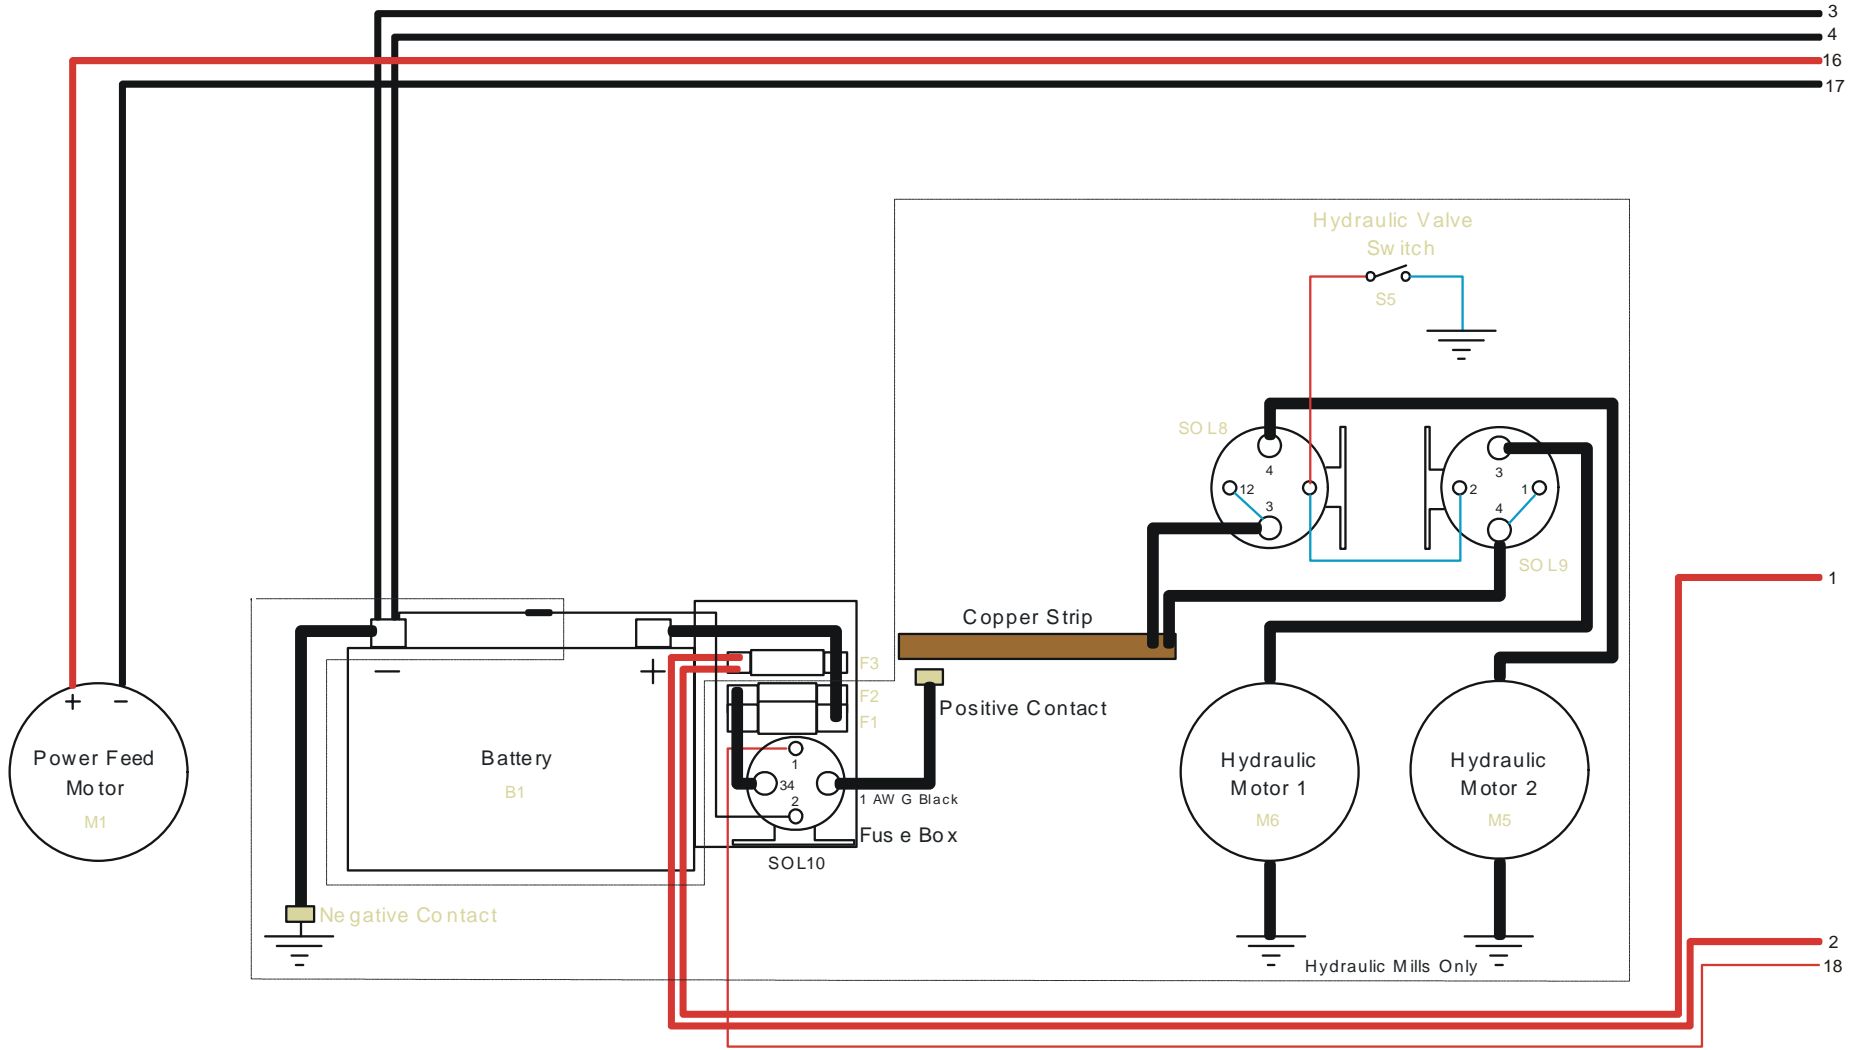 3
4
16
17
Hydraulic Valve
Switch
S5
SOL8
4
12
3
3
2
1
4
SOL9
1
Copper Strip
F3
F2
F1
Positive Contact
+ −
Power Feed
Motor
M1
− +
Battery
B1
1
34
2
1 AWG Black
Fuse Box
SOL10
Hydraulic
Motor 1
M6
Hydraulic
Motor 2
M5
Negative Contact
Hydraulic Mills Only
2
18